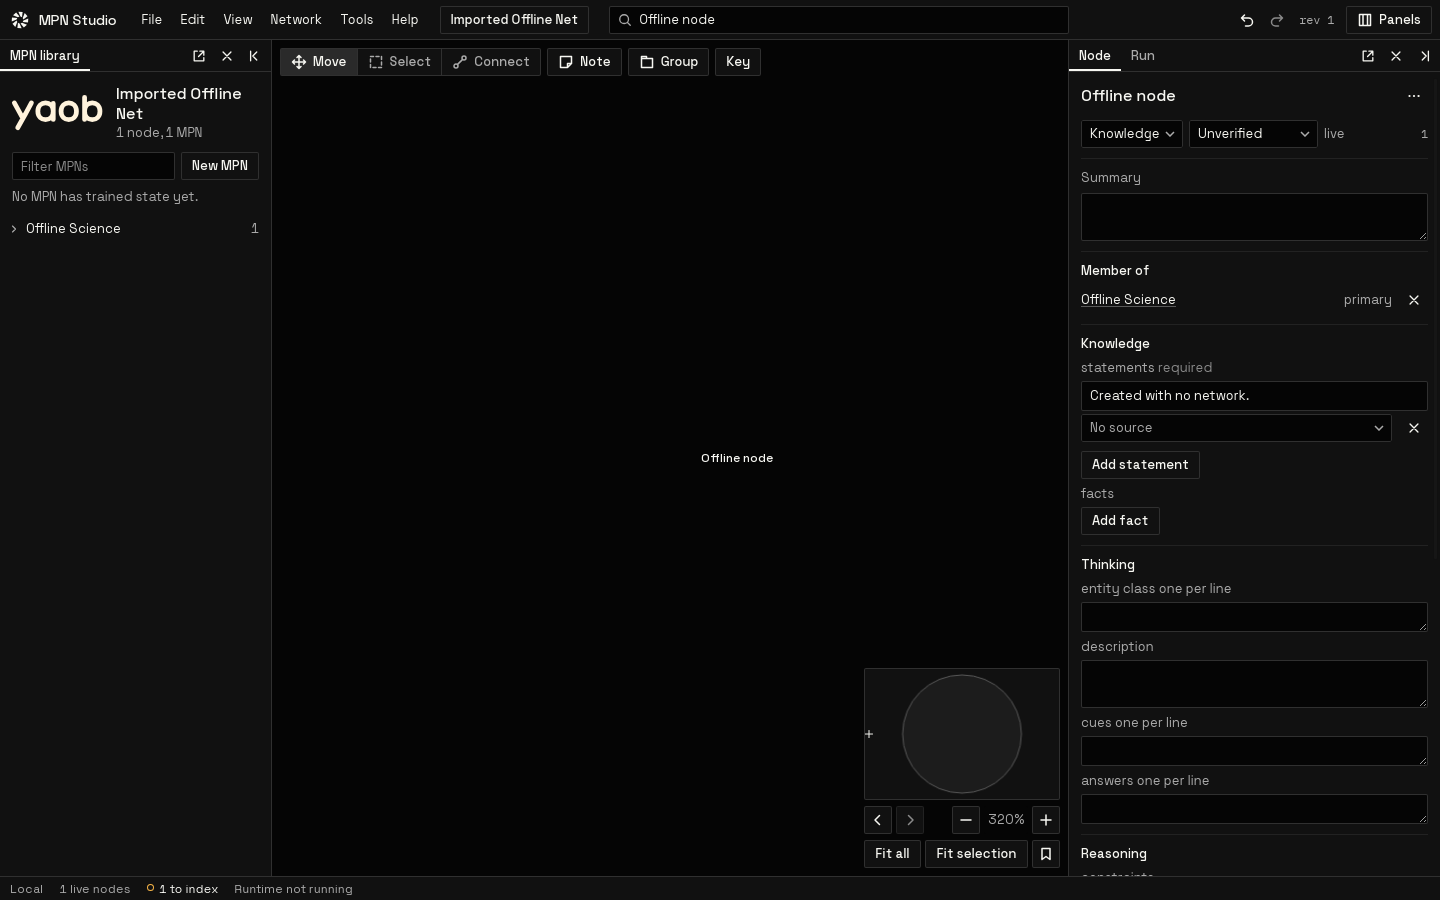 MPN Studio File Edit View Network Tools Help Imported Offline Net Offline node rev 1 Panels
MPN library
yaob
Imported Offline
Net
1 node, 1 MPN
Filter MPNs New MPN
No MPN has trained state yet.
Offline Science 1
Move Select Connect Note Group Key
Offline node
320%
Fit all Fit selection
Node Run
Offline node
Knowledge Unverified live 1
Summary
Member of
Offline Science primary
Knowledge
statements required
Created with no network.
No source
Add statement
facts
Add fact
Thinking
entity class one per line
description
cues one per line
answers one per line
Reasoning
constraints
Local 1 live nodes 1 to index Runtime not running